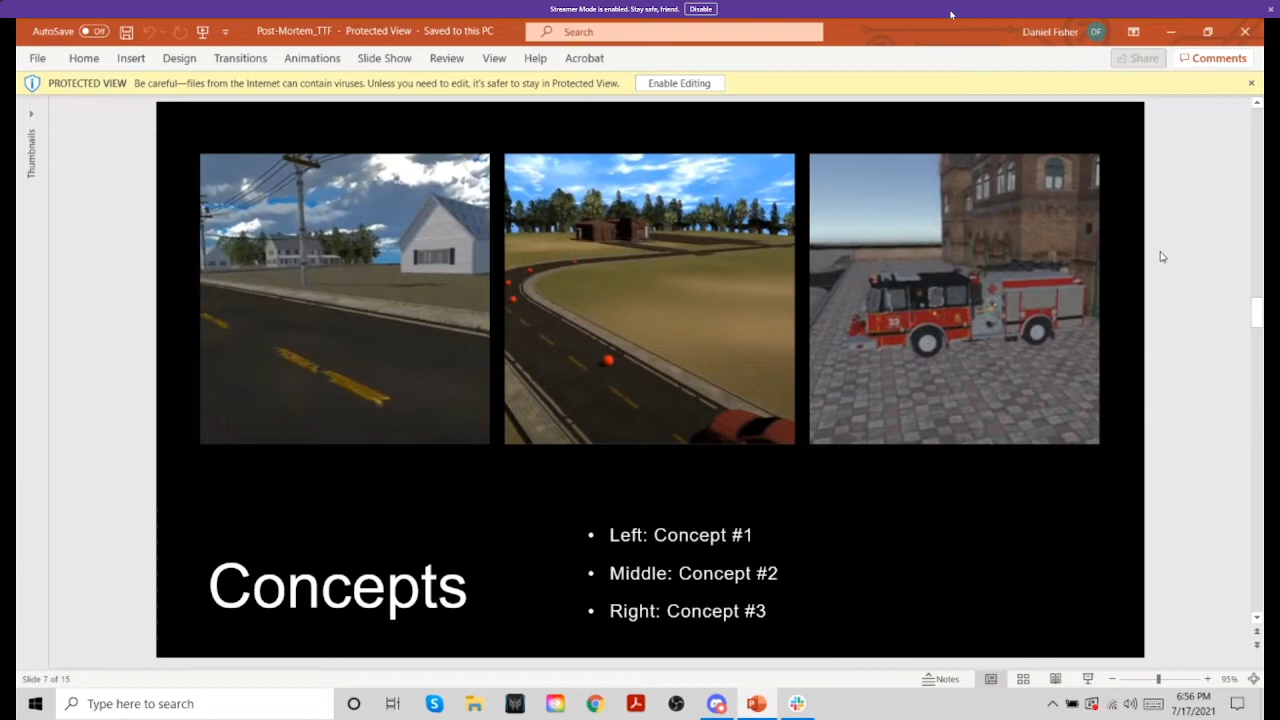 Streamer Mode is enabled. Stay safe, friend. Disable
AutoSave Off Post-Mortem_TTF - Protected View - Saved to this PC Search Daniel Fisher DF
File Home Insert Design Transitions Animations Slide Show Review View Help Acrobat Share Comments
PROTECTED VIEW Be careful—files from the Internet can contain viruses. Unless you need to edit, it's safer to stay in Protected View. Enable Editing
Thumbnails
• Left: Concept #1
• Middle: Concept #2
• Right: Concept #3
Concepts
Slide 7 of 15 Notes 95%
Type here to search 6:56 PM
7/17/2021